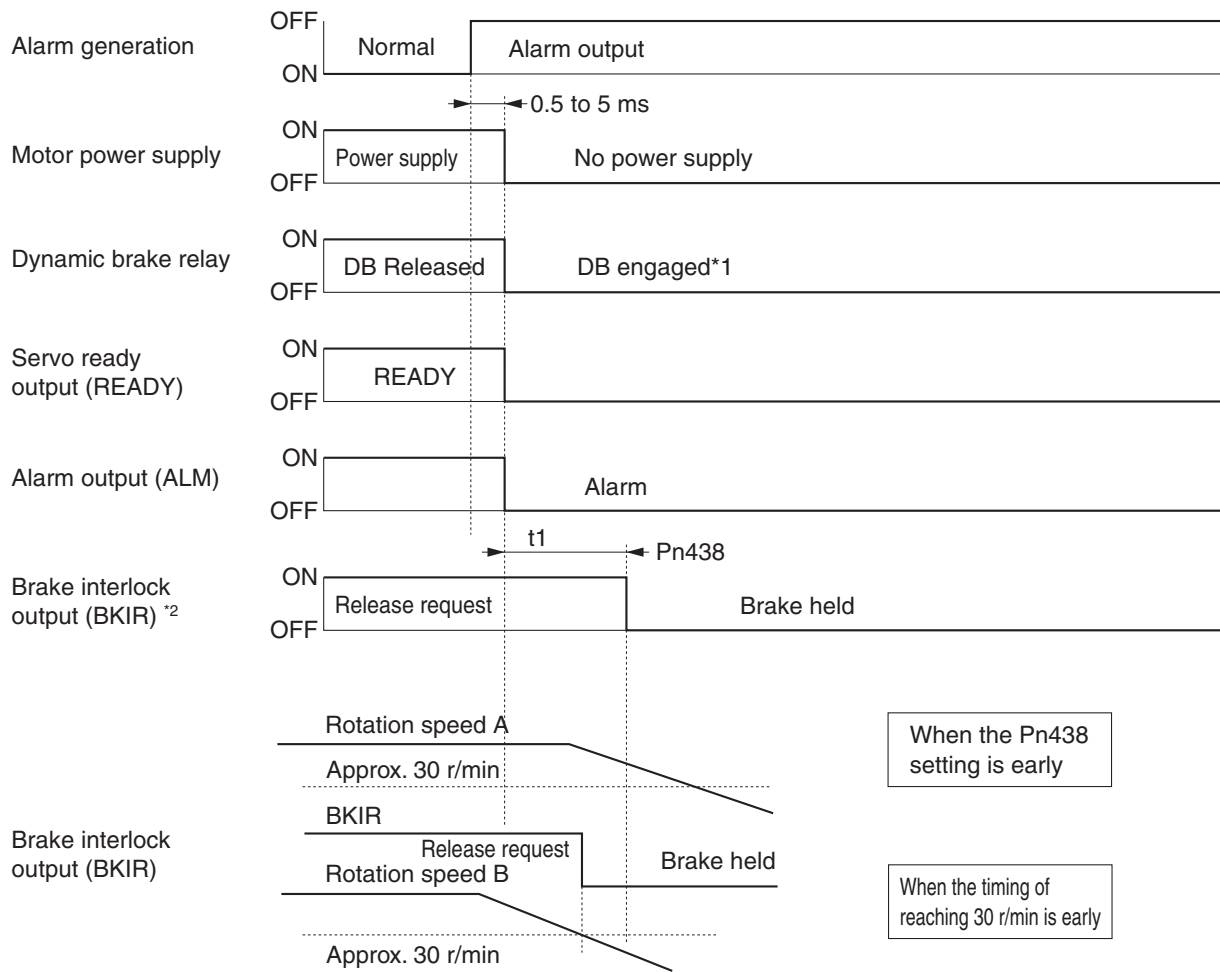 Alarm generation
OFF
ON
Normal
Alarm output
0.5 to 5 ms
Motor power supply
ON
OFF
Power supply
No power supply
Dynamic brake relay
ON
OFF
DB Released
DB engaged*1
Servo ready
output (READY)
ON
OFF
READY
Alarm output (ALM)
ON
OFF
Alarm
t1
Pn438
Brake interlock
output (BKIR) *2
ON
OFF
Release request
Brake held
Rotation speed A
Approx. 30 r/min
When the Pn438
setting is early
Brake interlock
output (BKIR)
BKIR
Release request
Brake held
Rotation speed B
Approx. 30 r/min
When the timing of
reaching 30 r/min is early